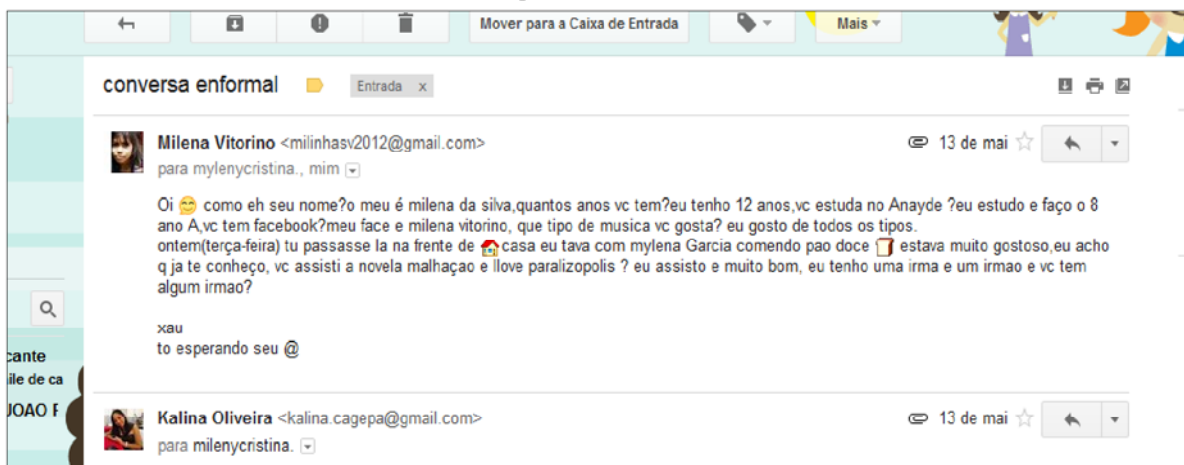 Mover para a Caixa de Entrada Mais
conversa enformal Entrada x
Milena Vitorino <milinhasv2012@gmail.com> 13 de mai
para mylenycristina., mim
Oi 😊 como eh seu nome?o meu é milena da silva,quantos anos vc tem?eu tenho 12 anos,vc estuda no Anayde ?eu estudo e faço o 8
ano A,vc tem facebook?meu face e milena vitorino, que tipo de musica vc gosta? eu gosto de todos os tipos.
ontem(terça-feira) tu passasse la na frente de 🏠casa eu tava com mylena Garcia comendo pao doce 🍞 estava muito gostoso,eu acho
q ja te conheço, vc assisti a novela malhaçao e Ilove paralizopolis ? eu assisto e muito bom, eu tenho uma irma e um irmao e vc tem
algum irmao?
xau
to esperando seu @
cante
ile de ca
JOAO F
Kalina Oliveira <kalina.cagepa@gmail.com> 13 de mai
para milenycristina.